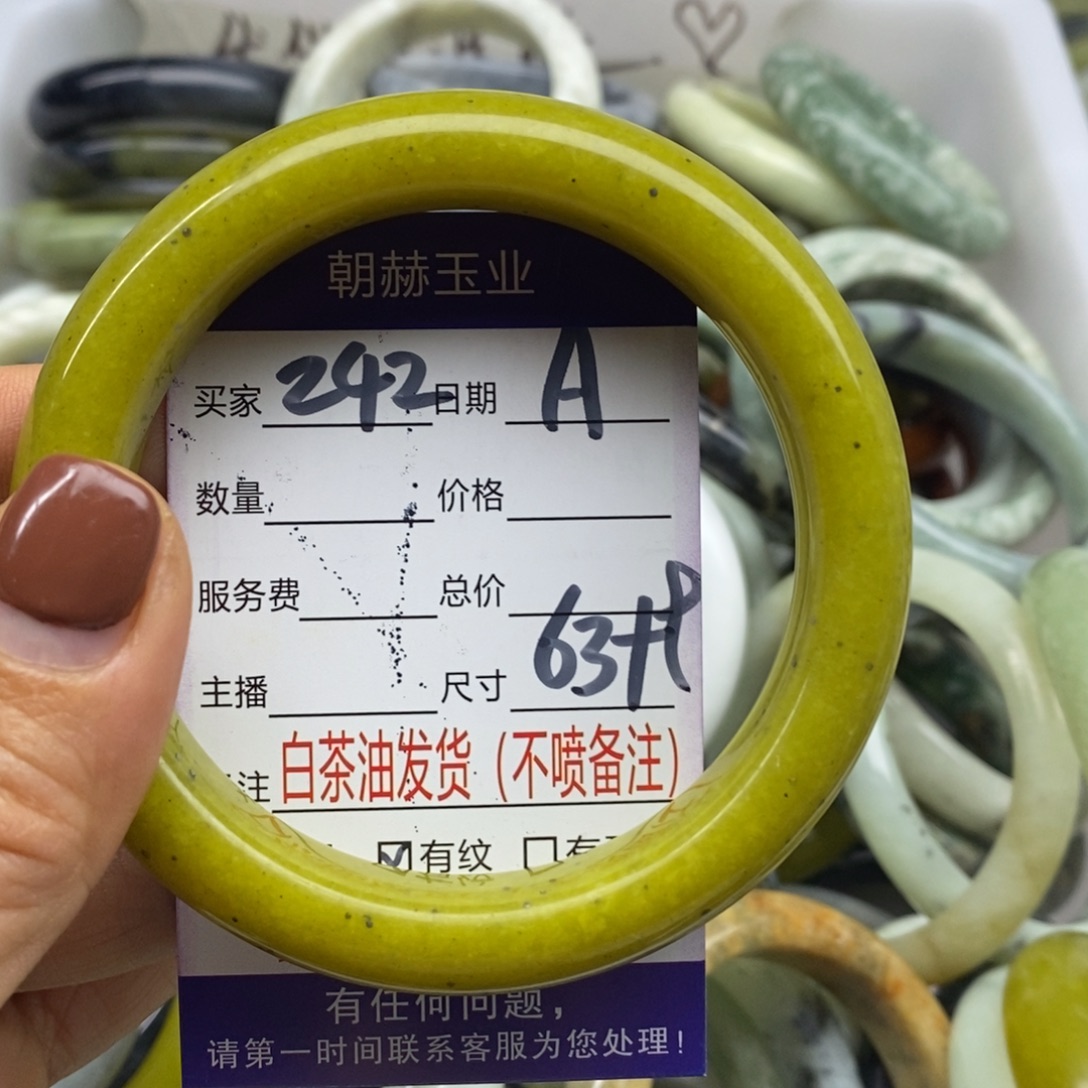 朝赫玉业
买家 242 日期 A
数量 价格
服务费 总价
主播 尺寸 63+P
注 白茶油发货（不喷备注）
☑有纹 □有
有任何问题，
请第一时间联系客服为您处理！